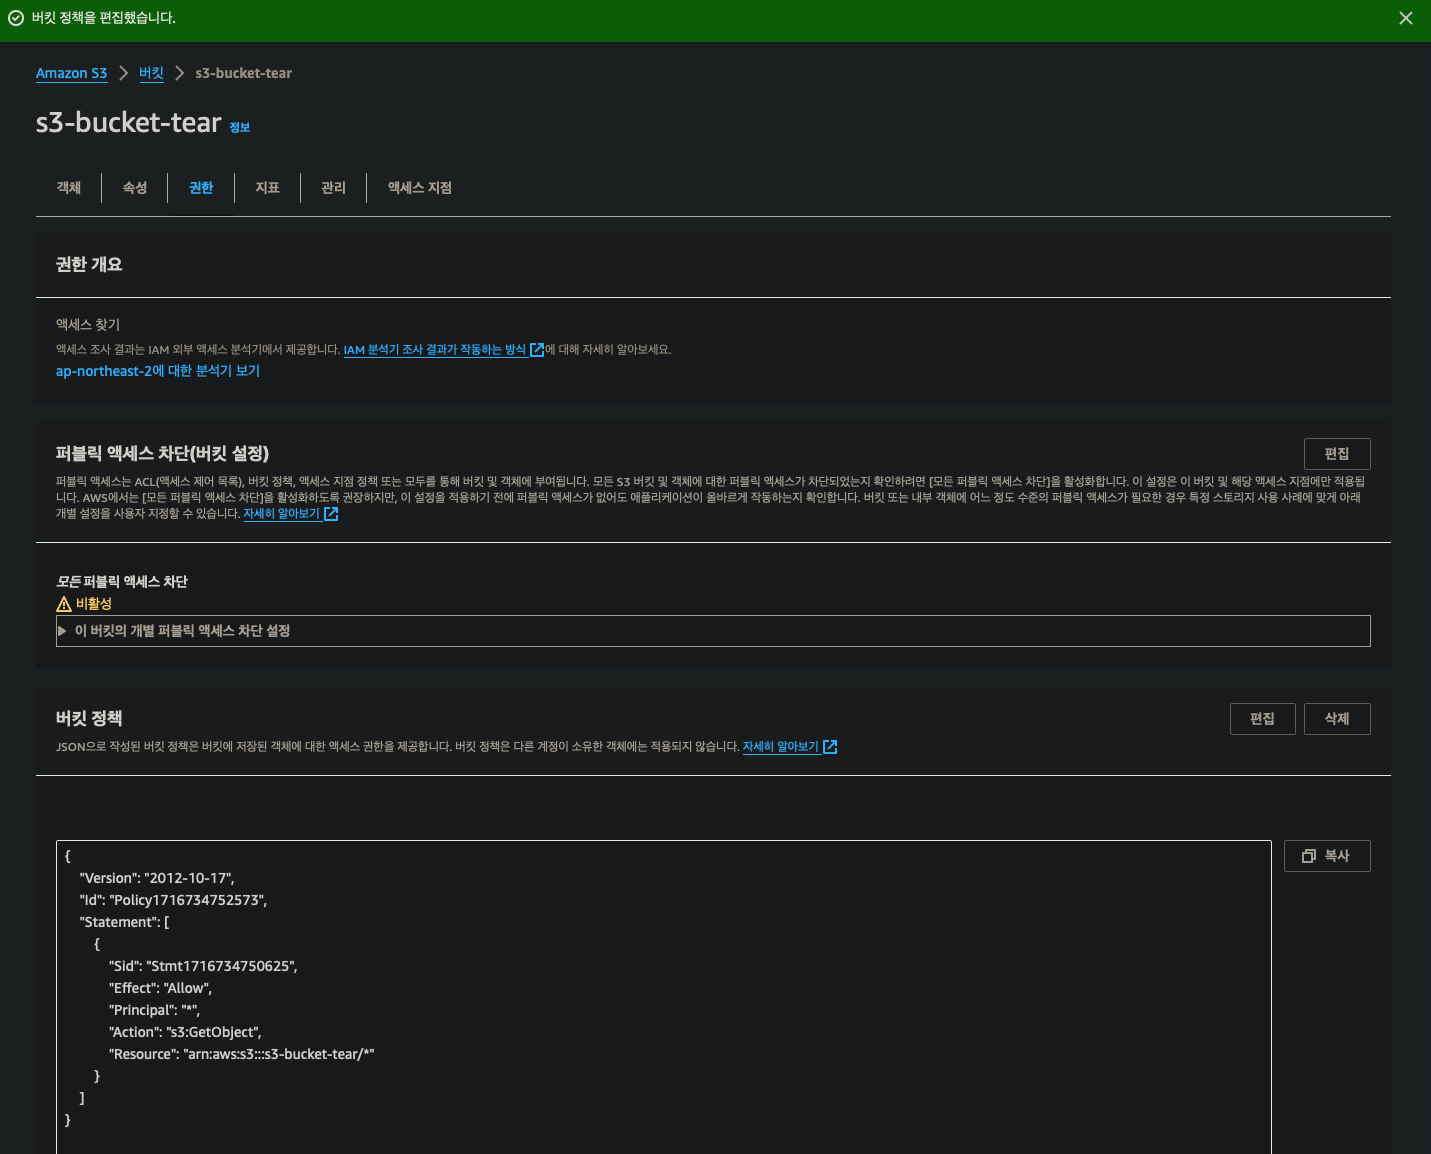 버킷 정책을 편집했습니다.
Amazon S3 > 버킷 > s3-bucket-tear
s3-bucket-tear 정보
객체 속성 권한 지표 관리 액세스 지점
권한 개요
액세스 찾기
액세스 조사 결과는 IAM 외부 액세스 분석기에서 제공합니다. IAM 분석기 조사 결과가 작동하는 방식 에 대해 자세히 알아보세요.
ap-northeast-2에 대한 분석기 보기
퍼블릭 액세스 차단(버킷 설정)
편집
퍼블릭 액세스는 ACL(액세스 제어 목록), 버킷 정책, 액세스 지점 정책 또는 모두를 통해 버킷 및 객체에 부여됩니다. 모든 S3 버킷 및 객체에 대한 퍼블릭 액세스가 차단되었는지 확인하려면 [모든 퍼블릭 액세스 차단]을 활성화합니다. 이 설정은 이 버킷 및 해당 액세스 지점에만 적용됩
니다. AWS에서는 [모든 퍼블릭 액세스 차단]을 활성화하도록 권장하지만, 이 설정을 적용하기 전에 퍼블릭 액세스가 없어도 애플리케이션이 올바르게 작동하는지 확인합니다. 버킷 또는 내부 객체에 어느 정도 수준의 퍼블릭 액세스가 필요한 경우 특정 스토리지 사용 사례에 맞게 아래
개별 설정을 사용자 지정할 수 있습니다. 자세히 알아보기
모든 퍼블릭 액세스 차단
비활성
이 버킷의 개별 퍼블릭 액세스 차단 설정
버킷 정책
편집 삭제
JSON으로 작성된 버킷 정책은 버킷에 저장된 객체에 대한 액세스 권한을 제공합니다. 버킷 정책은 다른 계정이 소유한 객체에는 적용되지 않습니다. 자세히 알아보기
복사
{
"Version": "2012-10-17",
"Id": "Policy1716734752573",
"Statement": [
{
"Sid": "Stmt1716734750625",
"Effect": "Allow",
"Principal": "*",
"Action": "s3:GetObject",
"Resource": "arn:aws:s3:::s3-bucket-tear/*"
}
]
}